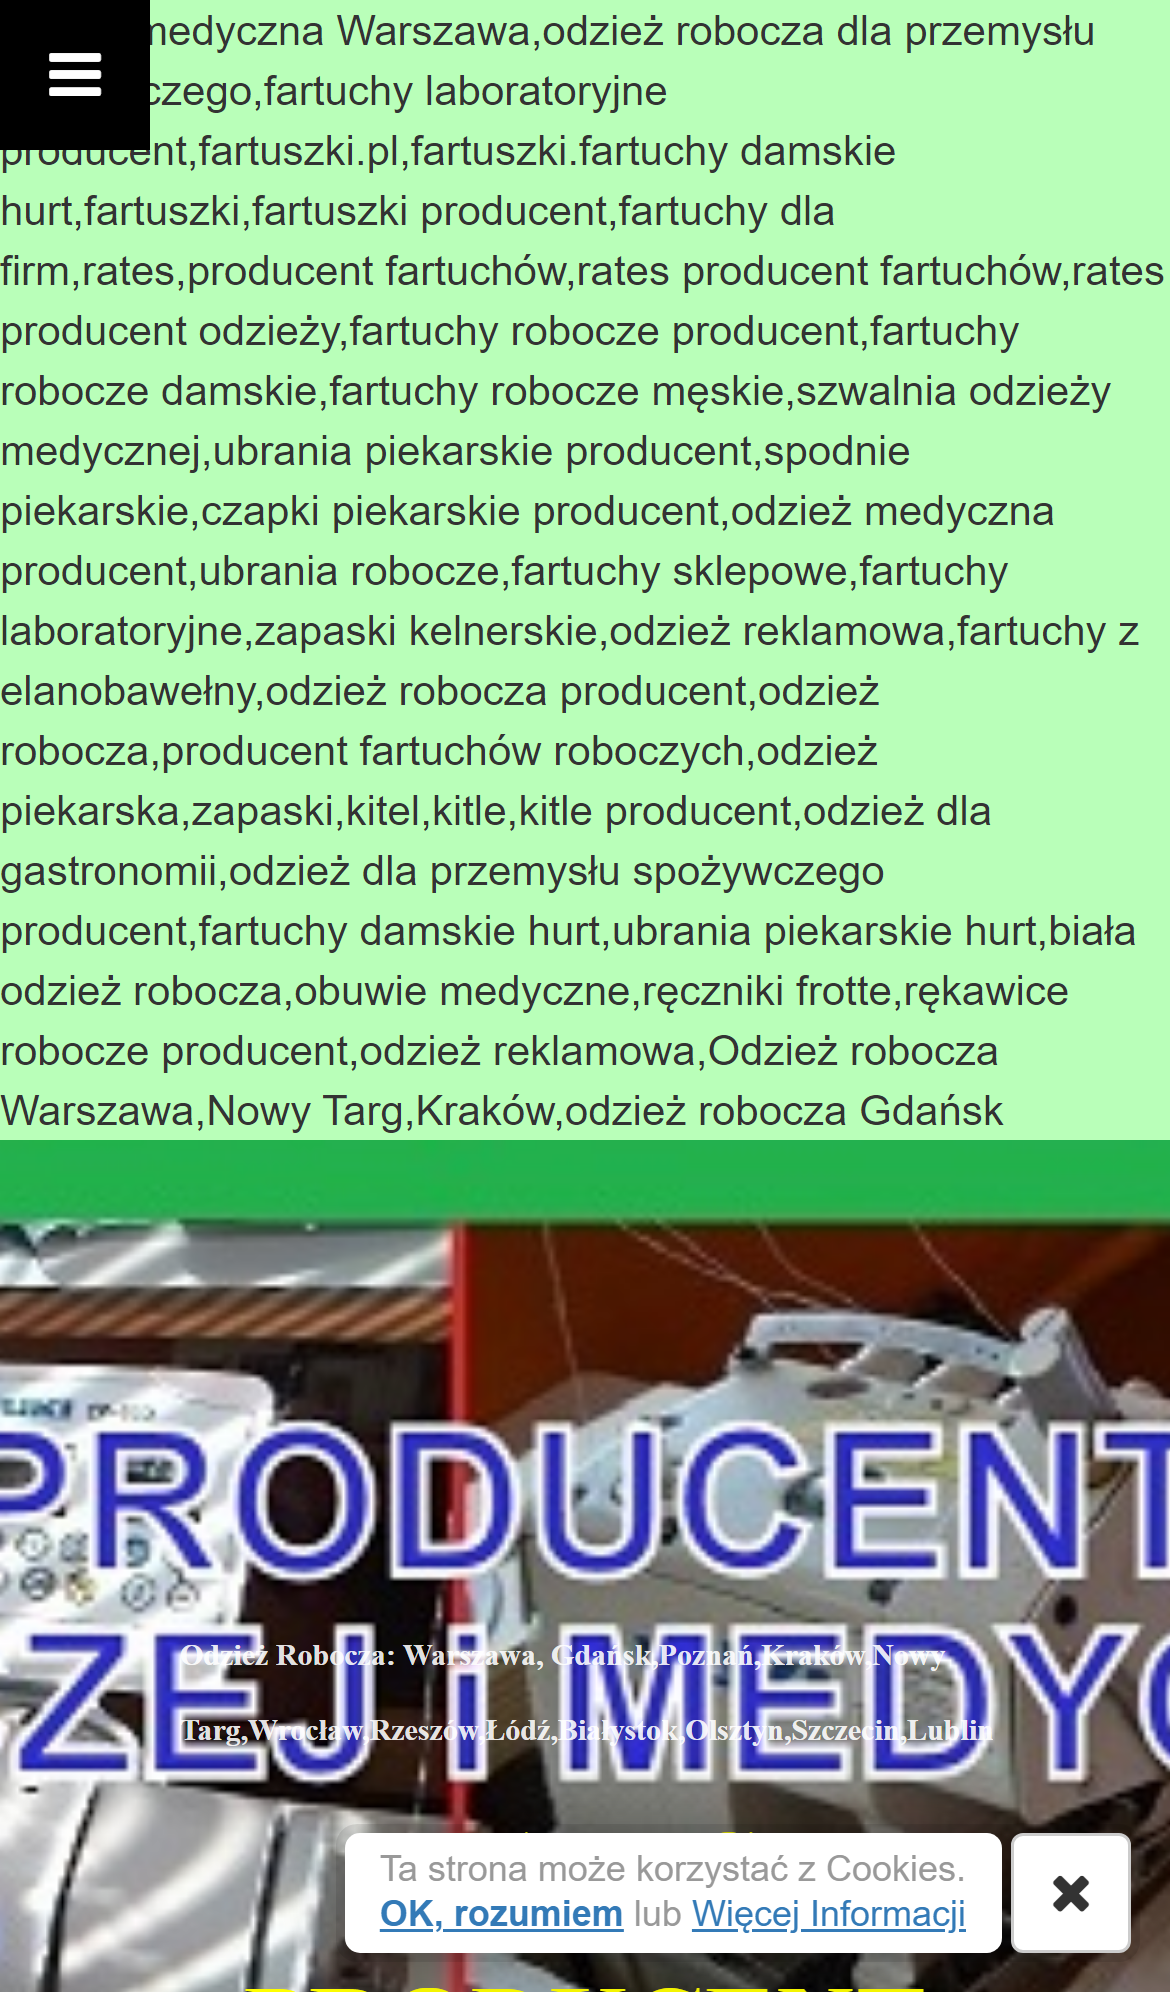 medyczna Warszawa,odzież robocza dla przemysłu
czego,fartuchy laboratoryjne
producent,fartuszki.pl,fartuszki.fartuchy damskie
hurt,fartuszki,fartuszki producent,fartuchy dla
firm,rates,producent fartuchów,rates producent fartuchów,rates
producent odzieży,fartuchy robocze producent,fartuchy
robocze damskie,fartuchy robocze męskie,szwalnia odzieży
medycznej,ubrania piekarskie producent,spodnie
piekarskie,czapki piekarskie producent,odzież medyczna
producent,ubrania robocze,fartuchy sklepowe,fartuchy
laboratoryjne,zapaski kelnerskie,odzież reklamowa,fartuchy z
elanobawełny,odzież robocza producent,odzież
robocza,producent fartuchów roboczych,odzież
piekarska,zapaski,kitel,kitle,kitle producent,odzież dla
gastronomii,odzież dla przemysłu spożywczego
producent,fartuchy damskie hurt,ubrania piekarskie hurt,biała
odzież robocza,obuwie medyczne,ręczniki frotte,rękawice
robocze producent,odzież reklamowa,Odzież robocza
Warszawa,Nowy Targ,Kraków,odzież robocza Gdańsk
PRODUCENT
ZEJ i MEDYC
Odzież Robocza: Warszawa, Gdańsk,Poznań,Kraków,Nowy
Targ,Wrocław,Rzeszów,Łódź,Białystok,Olsztyn,Szczecin,Lublin
Ta strona może korzystać z Cookies.
OK, rozumiem lub Więcej Informacji